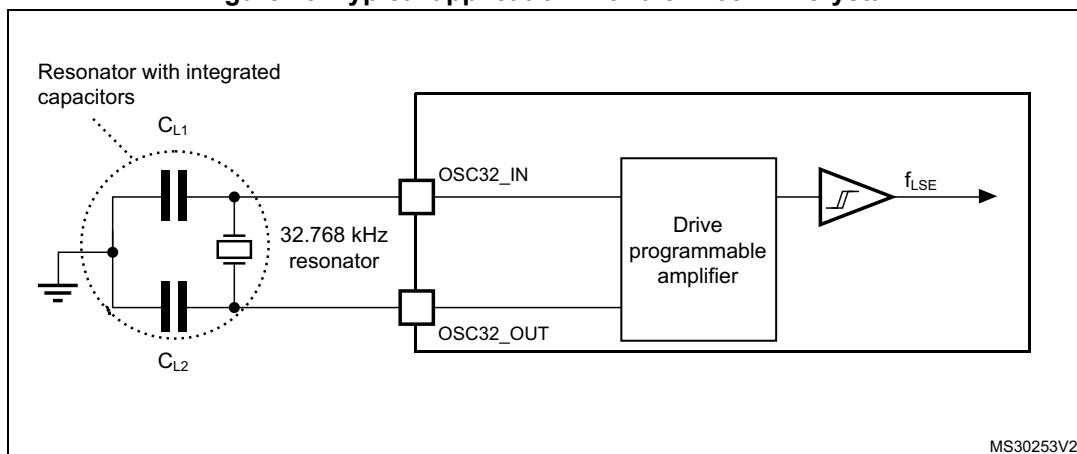 Resonator with integrated
capacitors
CL1
OSC32_IN
fLSE
32.768 kHz
resonator
Drive
programmable
amplifier
OSC32_OUT
CL2
MS30253V2